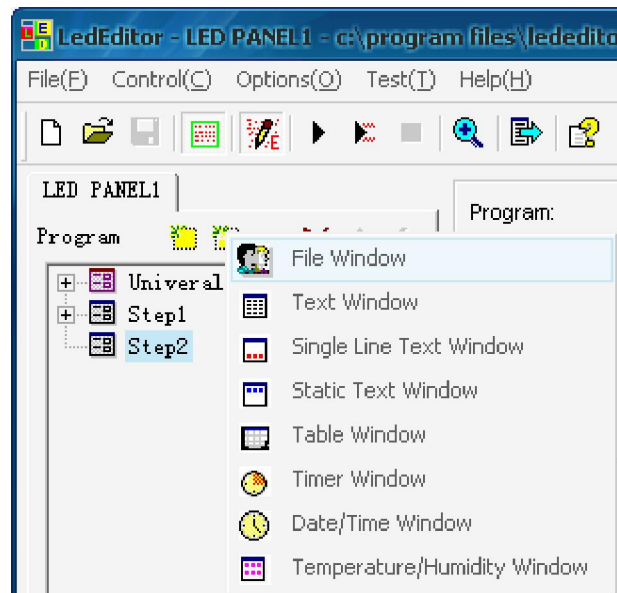 LedEditor - LED PANEL1 - c:\program files\lededito
File(F) Control(C) Options(O) Test(T) Help(H)
LED PANEL1
Program:
Program
File Window
Univeral
Text Window
Step1
Single Line Text Window
Step2
Static Text Window
Table Window
Timer Window
Date/Time Window
Temperature/Humidity Window